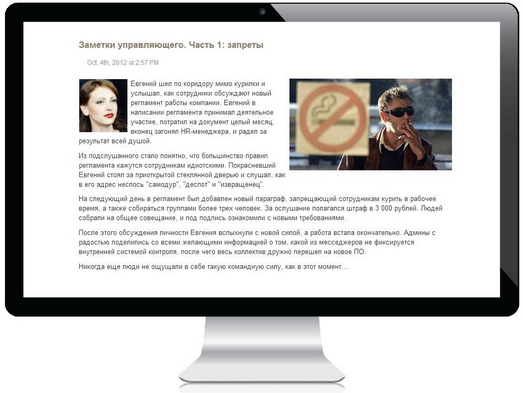 Заметки управляющего. Часть 1: запреты
Oct. 4th, 2012 at 2:57 PM
Евгений шел по коридору мимо курилки и
услышал, как сотрудники обсуждают новый
регламент работы компании. Евгений в
написании регламента принимал деятельное
участие, потратил на документ целый месяц,
вконец загонял HR-менеджера, и радел за
результат всей душой.
Из подслушанного стало понятно, что большинство правил
регламента кажутся сотрудникам идиотскими. Покрасневший
Евгений стоял за приоткрытой стеклянной дверью и слушал, как
в его адрес неслось "самодур", "деспот" и "извращенец".
На следующий день в регламент был добавлен новый параграф, запрещающий сотрудникам курить в рабочее
время, а также собираться группами более трех человек. За ослушание полагался штраф в 3 000 рублей. Людей
собрали на общее совещание, и под подпись ознакомили с новыми требованиями.
После этого обсуждения личности Евгения вспыхнули с новой силой, а работа встала окончательно. Админы с
радостью поделились со всеми желающими информацией о том, какой из месседжеров не фиксируется
внутренней системой контроля, после чего весь коллектив дружно перешел на новое ПО.
Никогда еще люди не ощущали в себе такую командную силу, как в этот момент...